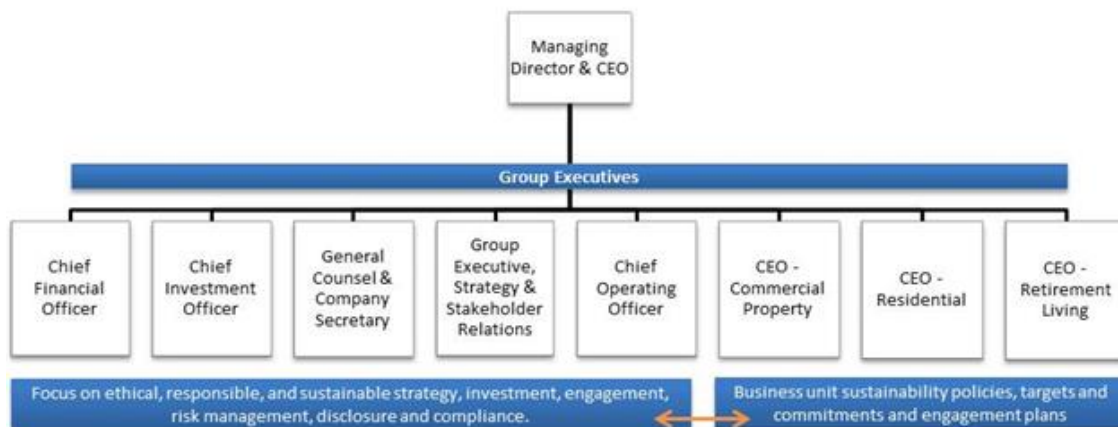 Managing
Director & CEO
Group Executives
Chief
Financial
Officer
Chief
Investment
Officer
General
Counsel &
Company
Secretary
Group
Executive,
Strategy &
Stakeholder
Relations
Chief
Operating
Officer
CEO -
Commercial
Property
CEO -
Residential
CEO -
Retirement
Living
Focus on ethical, responsible, and sustainable strategy, investment, engagement,
risk management, disclosure and compliance.
Business unit sustainability policies, targets and
commitments and engagement plans